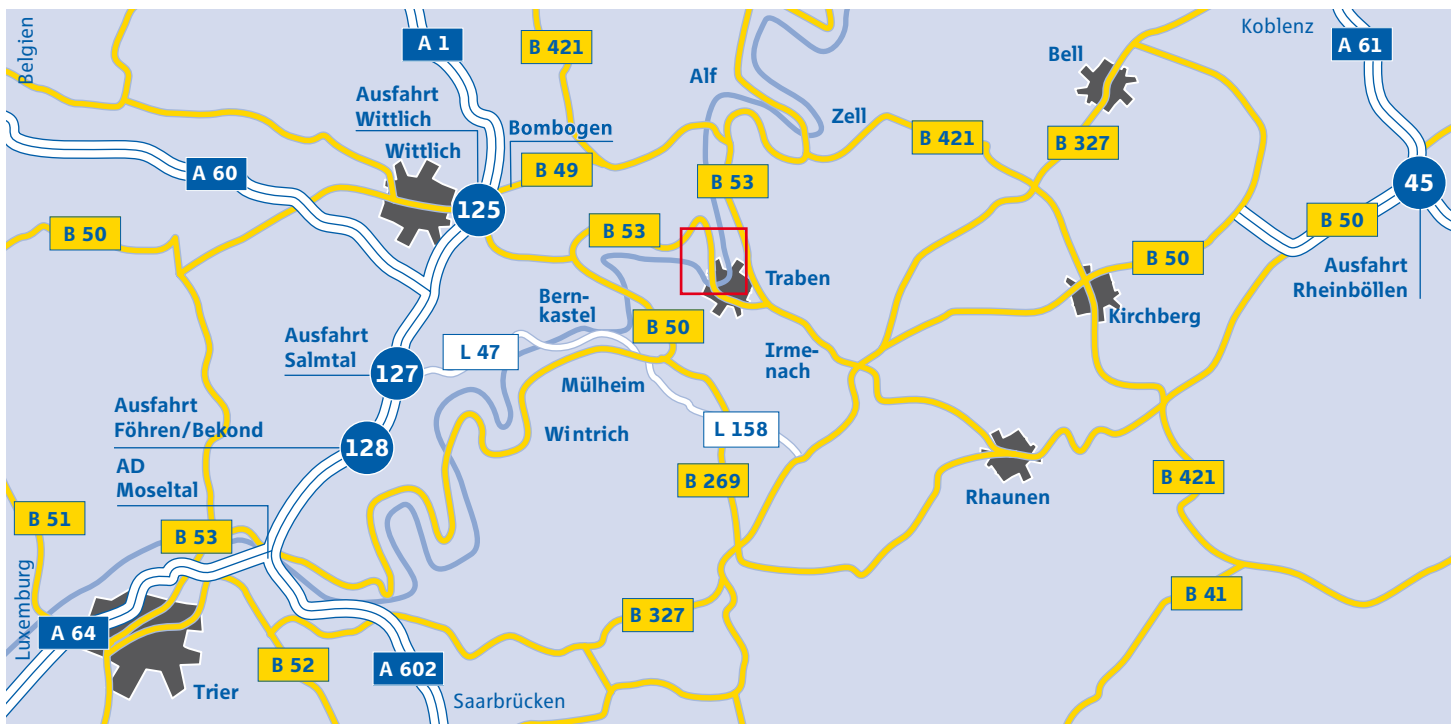 Belgien
A 1
B 421
Koblenz
A 61
Bell
Alf
Ausfahrt
Wittlich
Zell
Bombogen
B 421
B 327
Wittlich
B 49
A 60
B 53
45
125
B 50
B 50
B 53
B 50
Ausfahrt
Rheinböllen
Traben
Bern-
kastel
Kirchberg
B 50
Ausfahrt
Salmtal
L 47
Irme-
nach
127
Mülheim
Ausfahrt
Föhren/Bekond
L 158
Wintrich
128
AD
Moseltal
B 269
B 421
Rhaunen
B 51
B 53
Luxemburg
B 41
B 327
A 64
B 52
A 602
Trier
Saarbrücken